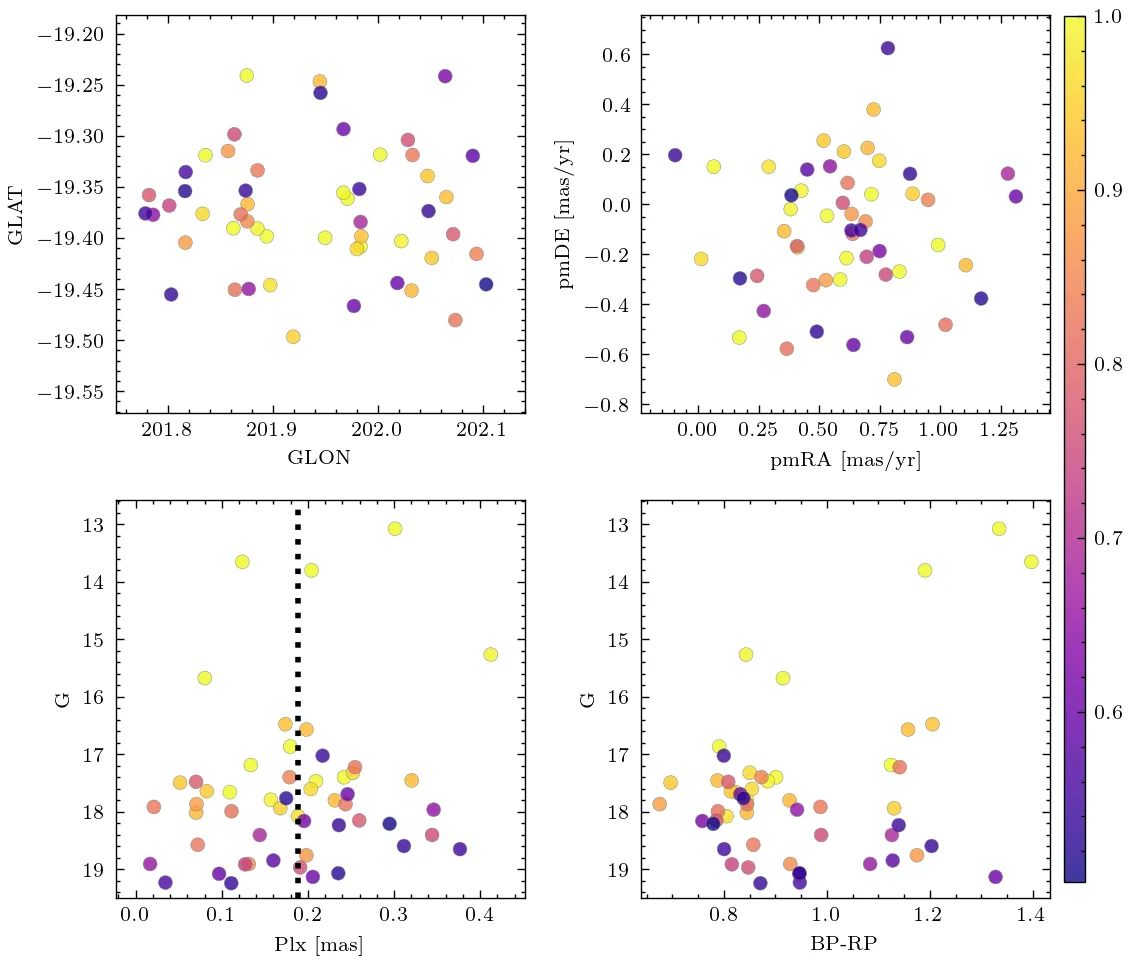 −19.20
−19.25
−19.30
−19.35
−19.40
−19.45
−19.50
−19.55
GLAT
201.8 201.9 202.0 202.1
GLON
0.6
0.4
0.2
0.0
−0.2
−0.4
−0.6
−0.8
pmDE [mas/yr]
0.00 0.25 0.50 0.75 1.00 1.25
pmRA [mas/yr]
13
14
15
16
17
18
19
G
0.0 0.1 0.2 0.3 0.4
Plx [mas]
13
14
15
16
17
18
19
G
0.8 1.0 1.2 1.4
BP-RP
1.0
0.9
0.8
0.7
0.6